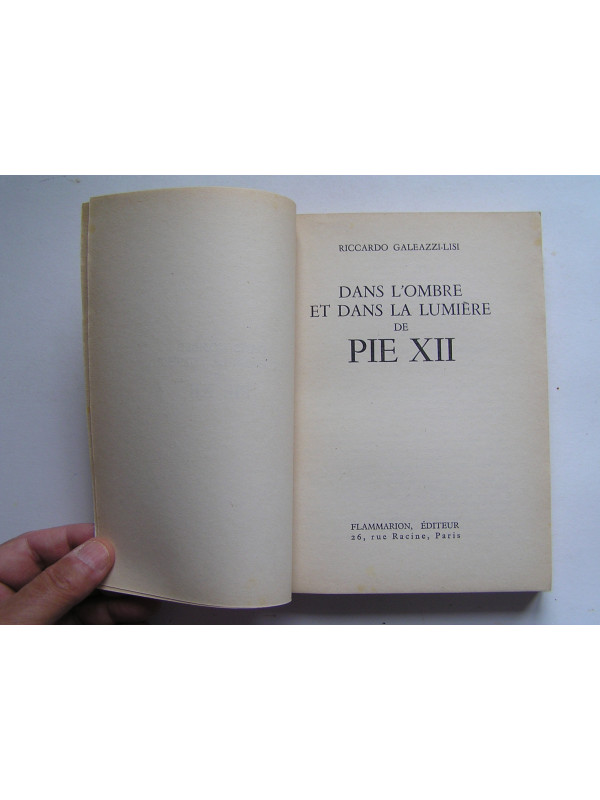 RICCARDO GALEAZZI-LISI
DANS L'OMBRE
ET DANS LA LUMIÈRE
DE
PIE XII
FLAMMARION, ÉDITEUR
26, rue Racine, Paris